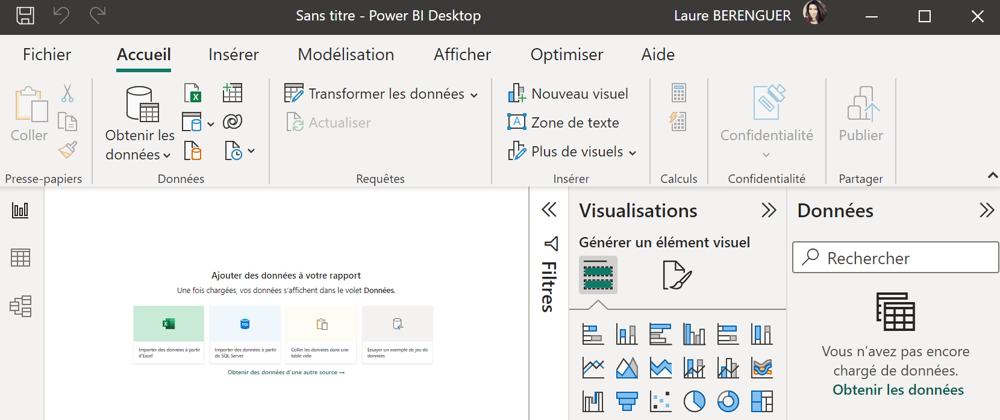 Sans titre - Power BI Desktop
Laure BERENGUER
Fichier
Accueil
Insérer
Modélisation
Afficher
Optimiser
Aide
Coller
Presse-papiers
Obtenir les
données
Données
Transformer les données
Actualiser
Requêtes
Nouveau visuel
Zone de texte
Plus de visuels
Insérer
Calculs
Confidentialité
Confidentialité
Publier
Partager
Ajouter des données à votre rapport
Une fois chargées, vos données s’affichent dans le volet Données.
SQL
Importer des données à partir
d’Excel
Importer des données à partir
de SQL Server
Coller les données dans une
table vide
Essayer un exemple de jeu de
données
Obtenir des données d’une autre source →
Filtres
Visualisations
Générer un élément visuel
Données
Rechercher
Vous n’avez pas encore
chargé de données.
Obtenir les données